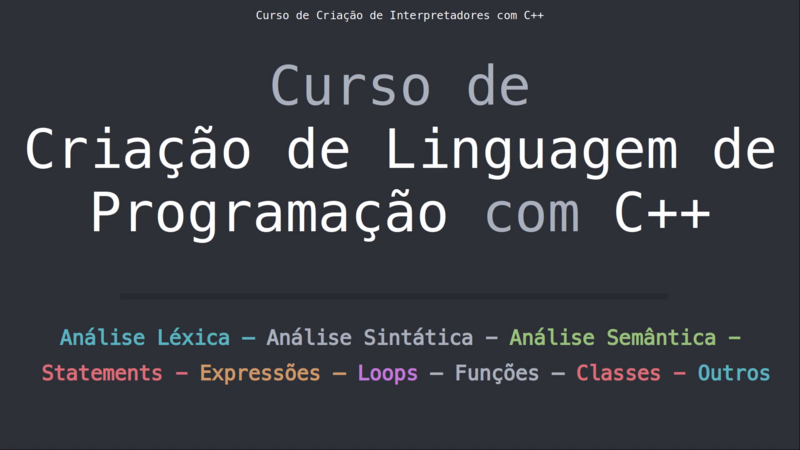 Curso de Criação de Interpretadores com C++
Curso de
Criação de Linguagem de
Programação com C++
Análise Léxica – Análise Sintática – Análise Semântica –
Statements – Expressões – Loops – Funções – Classes – Outros